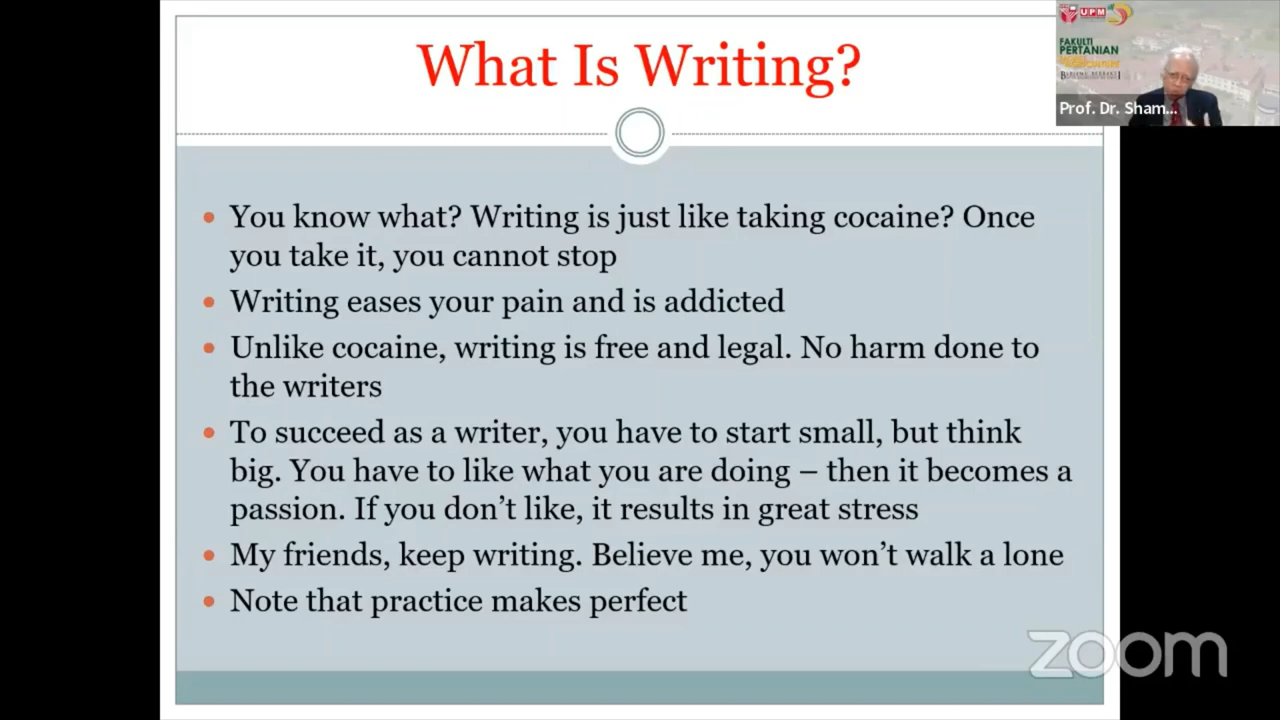 What Is Writing?
UPM
FAKULTI
PERTANIAN
Prof. Dr. Sham...
You know what? Writing is just like taking cocaine? Once
you take it, you cannot stop
Writing eases your pain and is addicted
Unlike cocaine, writing is free and legal. No harm done to
the writers
To succeed as a writer, you have to start small, but think
big. You have to like what you are doing – then it becomes a
passion. If you don’t like, it results in great stress
My friends, keep writing. Believe me, you won’t walk a lone
Note that practice makes perfect
zoom